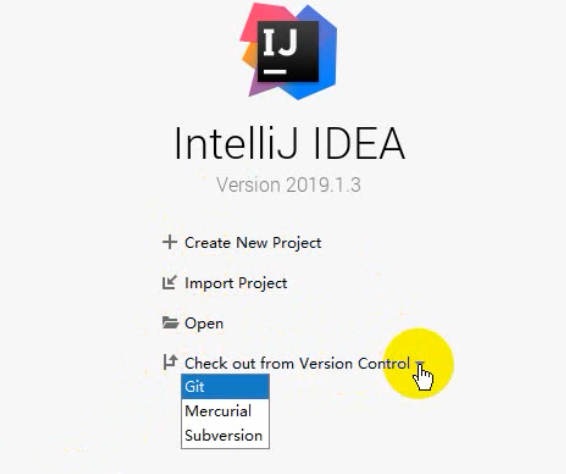 IJ
IntelliJ IDEA
Version 2019.1.3
Create New Project
Import Project
Open
Check out from Version Control
Git
Mercurial
Subversion